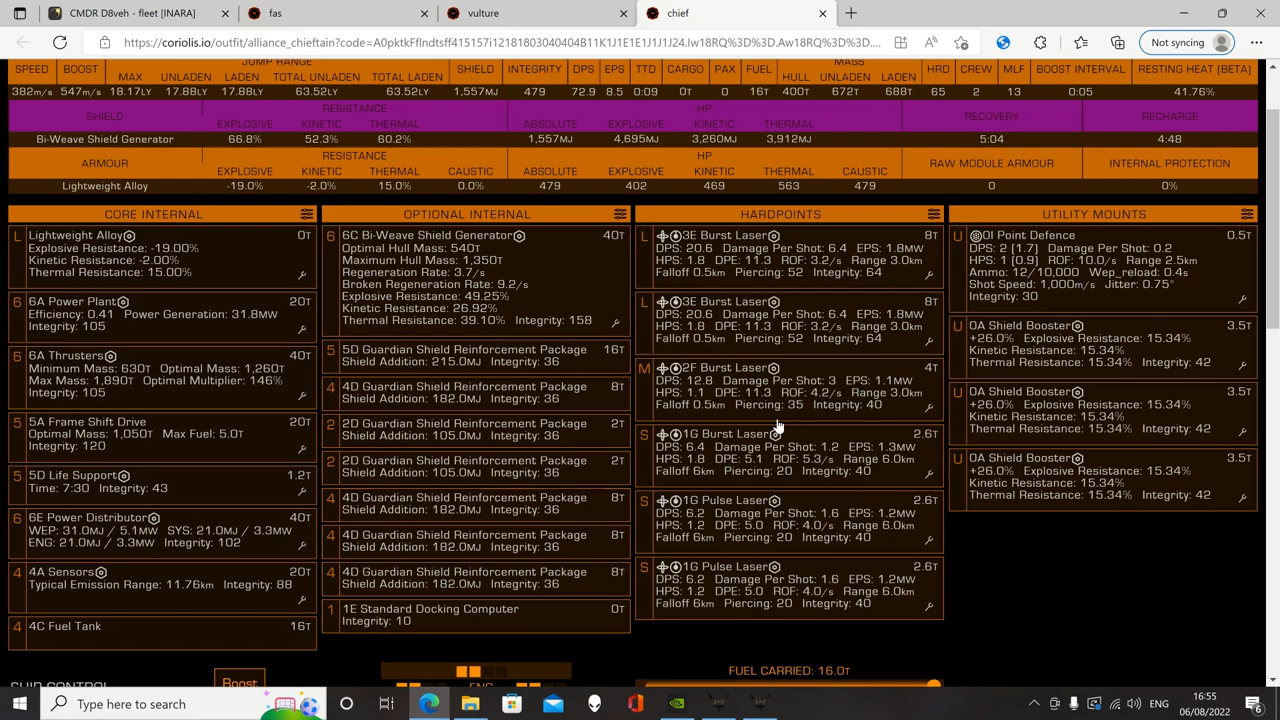 CMDR D8veh - fleet [INARA]
fas
vulture
chief
https://coriolis.io/outfit/alliance_chieftain?code=A0pktkFflndtsff415157i12181803040404B11K1J1E1E1J1J1J24.Iw18RQ%3D%3D.Aw18RQ%3D%3D....
Not syncing
SPEED BOOST JUMP RANGE MAX UNLADEN LADEN TOTAL UNLADEN TOTAL LADEN SHIELD INTEGRITY DPS EPS TTD CARGO PAX FUEL MASS HULL UNLADEN LADEN HRD CREW MLF BOOST INTERVAL RESTING HEAT [BETA]
382m/s 547m/s 18.17LY 17.88LY 17.88LY 63.52LY 63.52LY 1,557MJ 479 72.9 8.5 0:09 0T 0 16T 400T 672T 688T 65 2 13 0:05 41.76%
SHIELD RESISTANCE HP RECOVERY RECHARGE
EXPLOSIVE KINETIC THERMAL ABSOLUTE EXPLOSIVE KINETIC THERMAL
Bi-Weave Shield Generator 66.8% 52.3% 60.2% 1,557MJ 4,695MJ 3,260MJ 3,912MJ 5:04 4:48
ARMOUR RESISTANCE HP RAW MODULE ARMOUR INTERNAL PROTECTION
EXPLOSIVE KINETIC THERMAL CAUSTIC ABSOLUTE EXPLOSIVE KINETIC THERMAL CAUSTIC
Lightweight Alloy -19.0% -2.0% 15.0% 0.0% 479 402 469 563 479 0 0%
CORE INTERNAL
L Lightweight Alloy 0T
Explosive Resistance: -19.00%
Kinetic Resistance: -2.00%
Thermal Resistance: 15.00%
6 6A Power Plant 20T
Efficiency: 0.41 Power Generation: 31.8MW
Integrity: 105
6 6A Thrusters 40T
Minimum Mass: 630T Optimal Mass: 1,260T
Max Mass: 1,890T Optimal Multiplier: 146%
Integrity: 105
5 5A Frame Shift Drive 20T
Optimal Mass: 1,050T Max Fuel: 5.0T
Integrity: 120
5 5D Life Support 1.2T
Time: 7:30 Integrity: 43
6 6E Power Distributor 40T
WEP: 31.0MJ / 5.1MW SYS: 21.0MJ / 3.3MW
ENG: 21.0MJ / 3.3MW Integrity: 102
4 4A Sensors 20T
Typical Emission Range: 11.76km Integrity: 88
4 4C Fuel Tank 16T
OPTIONAL INTERNAL
6 6C Bi-Weave Shield Generator 40T
Optimal Hull Mass: 540T
Maximum Hull Mass: 1,350T
Regeneration Rate: 3.7/s
Broken Regeneration Rate: 9.2/s
Explosive Resistance: 49.25%
Kinetic Resistance: 26.92%
Thermal Resistance: 39.10% Integrity: 158
5 5D Guardian Shield Reinforcement Package 16T
Shield Addition: 215.0MJ Integrity: 36
4 4D Guardian Shield Reinforcement Package 8T
Shield Addition: 182.0MJ Integrity: 36
2 2D Guardian Shield Reinforcement Package 2T
Shield Addition: 105.0MJ Integrity: 36
2 2D Guardian Shield Reinforcement Package 2T
Shield Addition: 105.0MJ Integrity: 36
4 4D Guardian Shield Reinforcement Package 8T
Shield Addition: 182.0MJ Integrity: 36
4 4D Guardian Shield Reinforcement Package 8T
Shield Addition: 182.0MJ Integrity: 36
4 4D Guardian Shield Reinforcement Package 8T
Shield Addition: 182.0MJ Integrity: 36
1 1E Standard Docking Computer 0T
Integrity: 10
HARDPOINTS
L 3E Burst Laser 8T
DPS: 20.6 Damage Per Shot: 6.4 EPS: 1.8MW
HPS: 1.8 DPE: 11.3 ROF: 3.2/s Range 3.0km
Falloff 0.5km Piercing: 52 Integrity: 64
L 3E Burst Laser 8T
DPS: 20.6 Damage Per Shot: 6.4 EPS: 1.8MW
HPS: 1.8 DPE: 11.3 ROF: 3.2/s Range 3.0km
Falloff 0.5km Piercing: 52 Integrity: 64
M 2F Burst Laser 4T
DPS: 12.8 Damage Per Shot: 3 EPS: 1.1MW
HPS: 1.1 DPE: 11.3 ROF: 4.2/s Range 3.0km
Falloff 0.5km Piercing: 35 Integrity: 40
S 1G Burst Laser 2.6T
DPS: 6.4 Damage Per Shot: 1.2 EPS: 1.3MW
HPS: 1.8 DPE: 5.1 ROF: 5.3/s Range 6.0km
Falloff 6km Piercing: 20 Integrity: 40
S 1G Pulse Laser 2.6T
DPS: 6.2 Damage Per Shot: 1.6 EPS: 1.2MW
HPS: 1.2 DPE: 5.0 ROF: 4.0/s Range 6.0km
Falloff 6km Piercing: 20 Integrity: 40
S 1G Pulse Laser 2.6T
DPS: 6.2 Damage Per Shot: 1.6 EPS: 1.2MW
HPS: 1.2 DPE: 5.0 ROF: 4.0/s Range 6.0km
Falloff 6km Piercing: 20 Integrity: 40
UTILITY MOUNTS
U 0I Point Defence 0.5T
DPS: 2 [1.7] Damage Per Shot: 0.2
HPS: 1 [0.9] ROF: 10.0/s Range 2.5km
Ammo: 12/10,000 Wep_reload: 0.4s
Shot Speed: 1,000m/s Jitter: 0.75°
Integrity: 30
U 0A Shield Booster 3.5T
+26.0% Explosive Resistance: 15.34%
Kinetic Resistance: 15.34%
Thermal Resistance: 15.34% Integrity: 42
U 0A Shield Booster 3.5T
+26.0% Explosive Resistance: 15.34%
Kinetic Resistance: 15.34%
Thermal Resistance: 15.34% Integrity: 42
U 0A Shield Booster 3.5T
+26.0% Explosive Resistance: 15.34%
Kinetic Resistance: 15.34%
Thermal Resistance: 15.34% Integrity: 42
Boost
ENG
FUEL CARRIED: 16.0T
Type here to search
ENG
16:55
06/08/2022
6